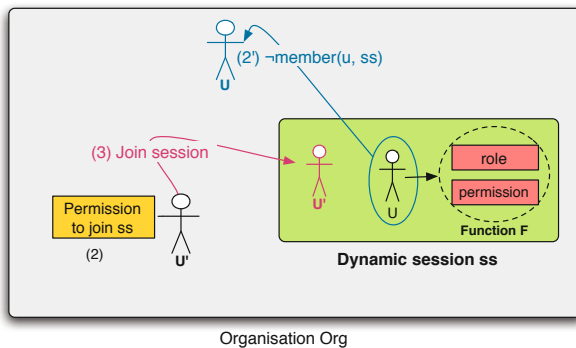 (2') ¬member(u, ss)
U
(3) Join session
U'
U
role
permission
Function F
Permission
to join ss
(2)
U'
Dynamic session ss
Organisation Org